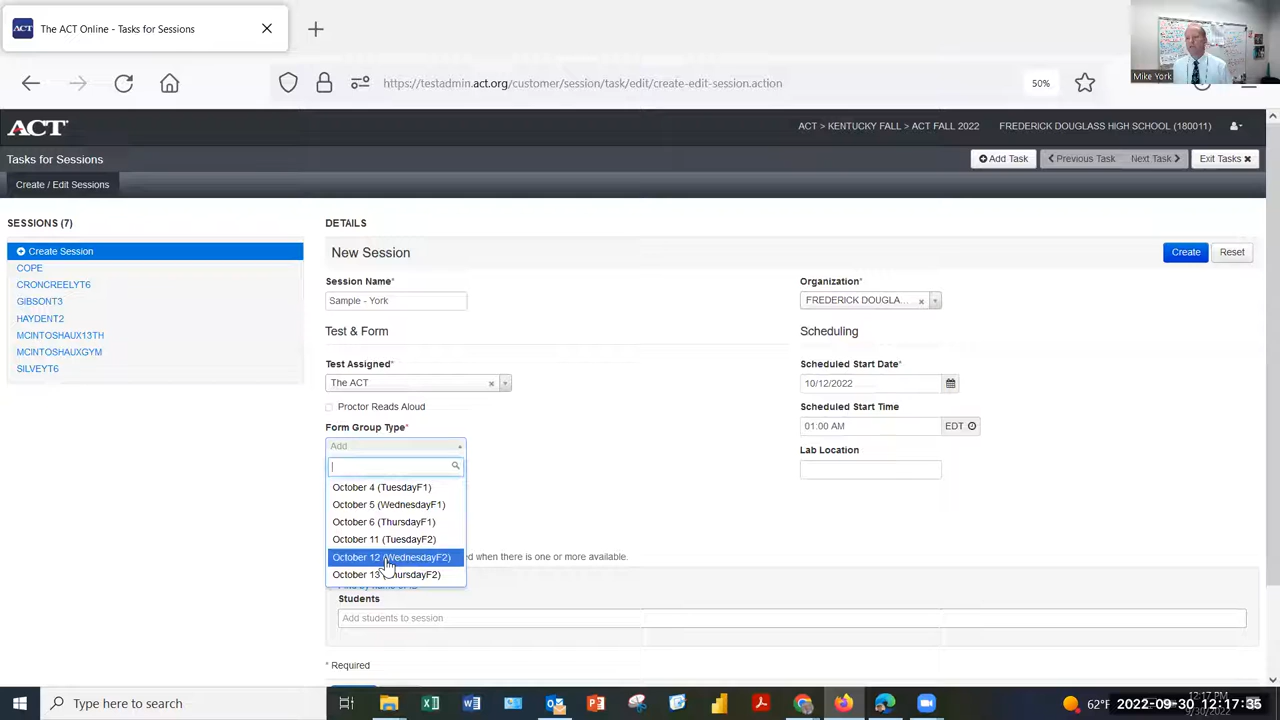 ACT The ACT Online - Tasks for Sessions
Mike York
https://testadmin.act.org/customer/session/task/edit/create-edit-session.action
50%
ACT
ACT > KENTUCKY FALL > ACT FALL 2022
FREDERICK DOUGLASS HIGH SCHOOL (180011)
Tasks for Sessions
Add Task
Previous Task
Next Task
Exit Tasks
Create / Edit Sessions
SESSIONS (7)
Create Session
COPE
CRONCREELYT6
GIBSONT3
HAYDENT2
MCINTOSHAUX13TH
MCINTOSHAUXGYM
SILVEYT6
DETAILS
New Session
Create
Reset
Session Name*
Sample - York
Organization*
FREDERICK DOUGLA...
Test & Form
Scheduling
Test Assigned*
The ACT
Proctor Reads Aloud
Scheduled Start Date*
10/12/2022
Scheduled Start Time
01:00 AM
EDT
Lab Location
Form Group Type*
Add
October 4 (TuesdayF1)
October 5 (WednesdayF1)
October 6 (ThursdayF1)
October 11 (TuesdayF2)
October 12 (WednesdayF2)
October 13 (ThursdayF2)
ed when there is one or more available.
Students
Add students to session
* Required
Type here to search
62°F
12:17 PM
2022-09-30 12:17:35